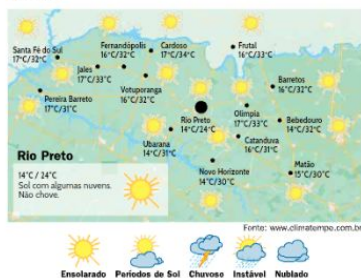 Santa Fé do Sul
17°C/32°C
Fernandópolis
16°C/32°C
Cardoso
17°C/34°C
Frutal
16°C/33°C
Jales
17°C/33°C
Votuporanga
16°C/32°C
Barretos
16°C/32°C
Pereira Barreto
17°C/31°C
Rio Preto
14°C/24°C
Olímpia
17°C/33°C
Bebedouro
14°C/32°C
Ubarana
14°C/31°C
Catanduva
16°C/31°C
Novo Horizonte
14°C/30°C
Matão
15°C/30°C
Rio Preto
14°C / 24°C
Sol com algumas nuvens.
Não chove.
Fonte: www.climatempo.com.br
Ensolarado
Períodos de Sol
Chuvoso
Instável
Nublado